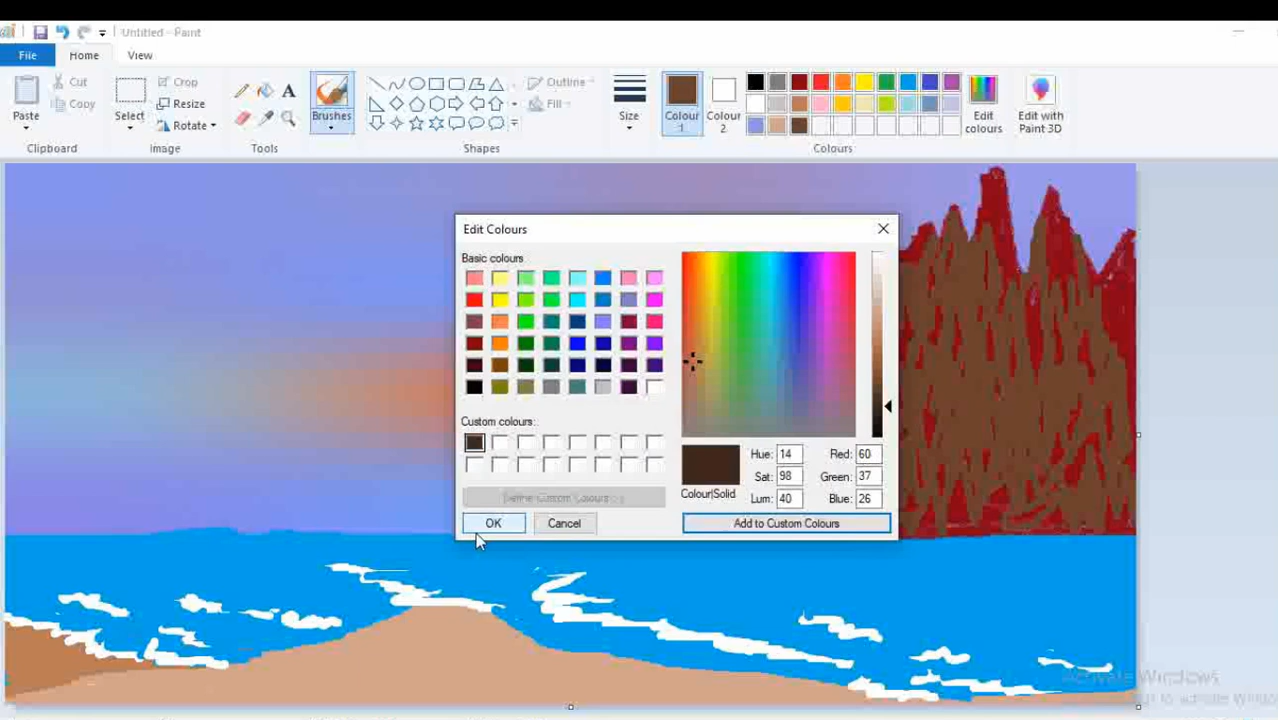 Untitled - Paint
File Home View
Paste Cut Copy
Clipboard
Select Crop Resize Rotate
Image
A
Tools
Brushes
Outline Fill
Shapes
Size
Colour 1
Colour 2
Edit colours
Colours
Edit with Paint 3D
Edit Colours
Basic colours:
Custom colours:
Define Custom Colours >>
OK Cancel
Colour|Solid
Hue: 14 Red: 60
Sat: 98 Green: 37
Lum: 40 Blue: 26
Add to Custom Colours
Activate Windows
to activate Windo